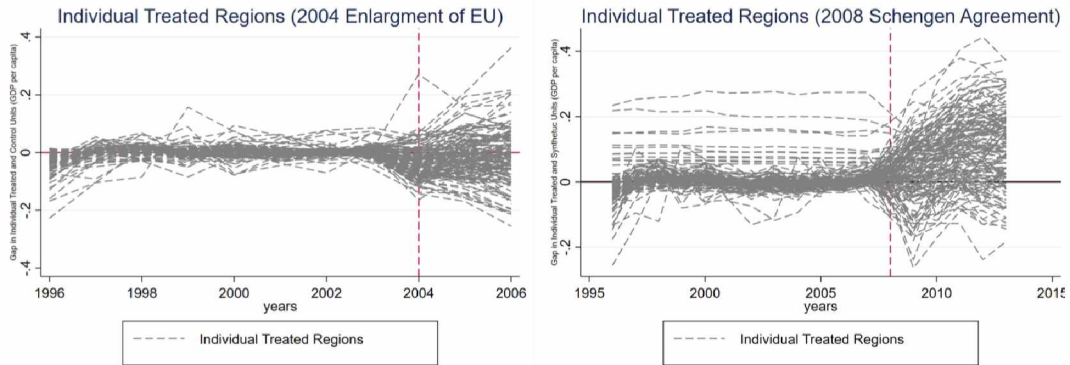 Individual Treated Regions (2004 Enlargment of EU)
Gap in Individual Treated and Control Units (GDP per capita)
.4
.2
0
-.2
-.4
1996
1998
2000
2002
2004
2006
years
Individual Treated Regions
Individual Treated Regions (2008 Schengen Agreement)
Gap in Individual Treated and Synthetuc Units (GDP per capita)
.4
.2
0
-.2
1995
2000
2005
2010
2015
years
Individual Treated Regions